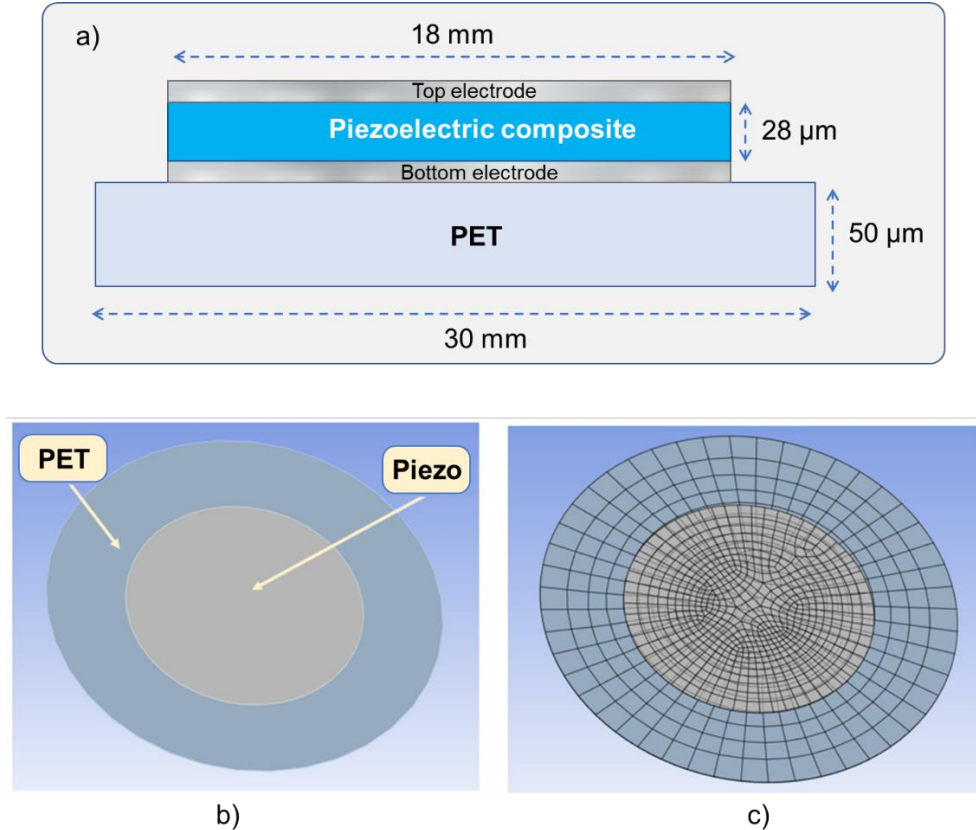 a)
18 mm
Top electrode
Piezoelectric composite
28 µm
Bottom electrode
PET
50 µm
30 mm
PET
Piezo
b)
c)